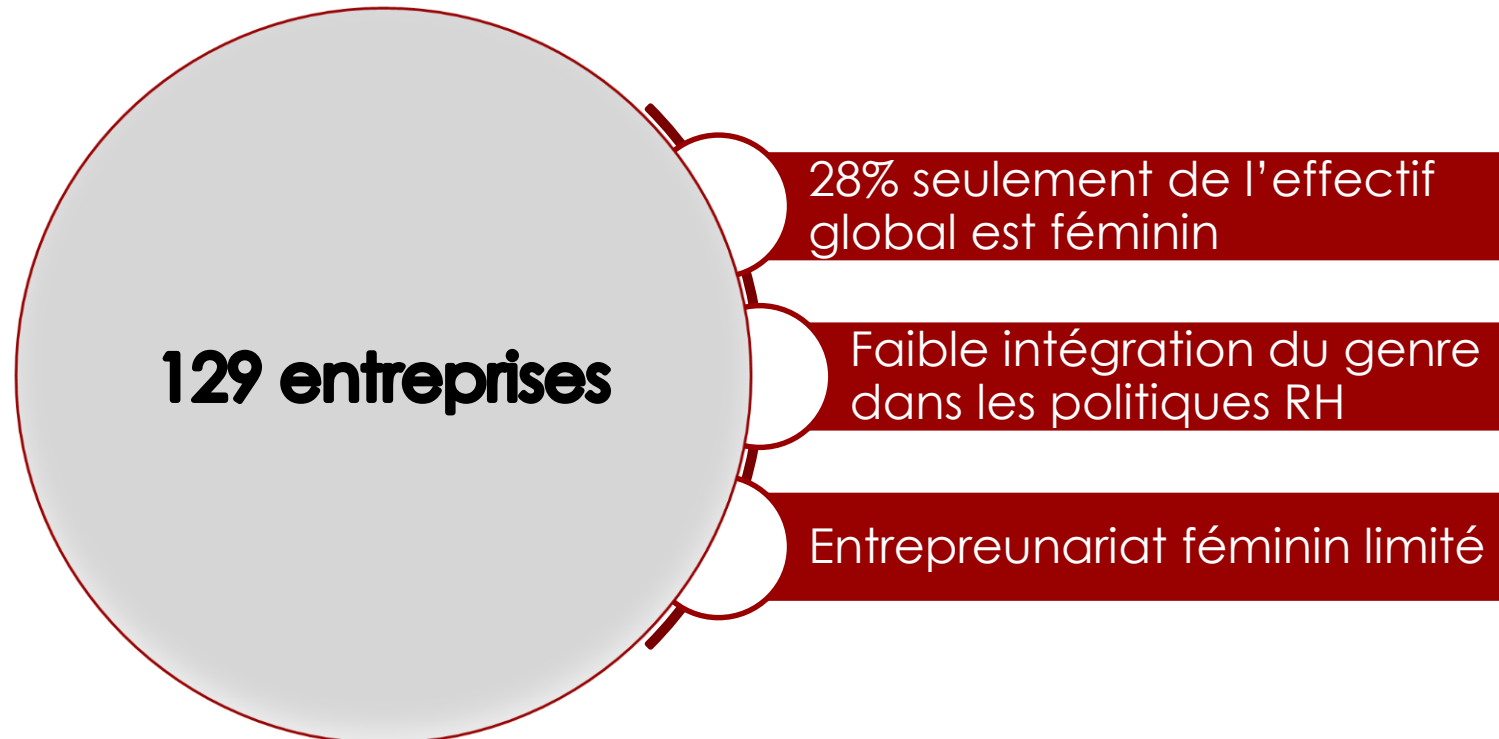 129 entreprises
28% seulement de l’effectif
global est féminin
Faible intégration du genre
dans les politiques RH
Entrepreunariat féminin limité